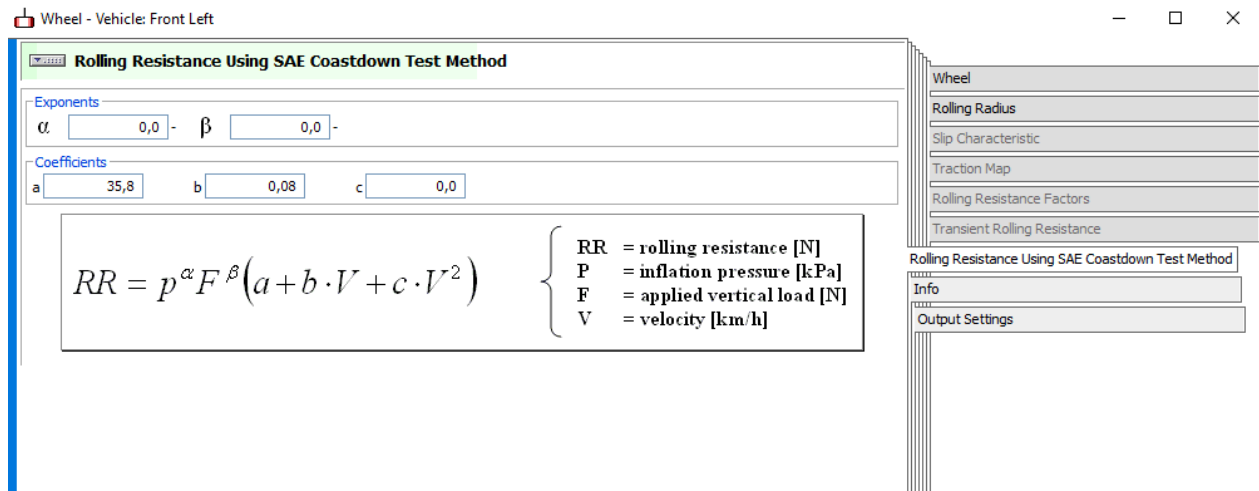 Wheel - Vehicle: Front Left
Rolling Resistance Using SAE Coastdown Test Method
Exponents
α 0,0 - β 0,0 -
Coefficients
a 35,8 b 0,08 c 0,0
RR = p^α F^β (a + b · V + c · V²)
RR = rolling resistance [N]
P = inflation pressure [kPa]
F = applied vertical load [N]
V = velocity [km/h]
Wheel
Rolling Radius
Slip Characteristic
Traction Map
Rolling Resistance Factors
Transient Rolling Resistance
Rolling Resistance Using SAE Coastdown Test Method
Info
Output Settings